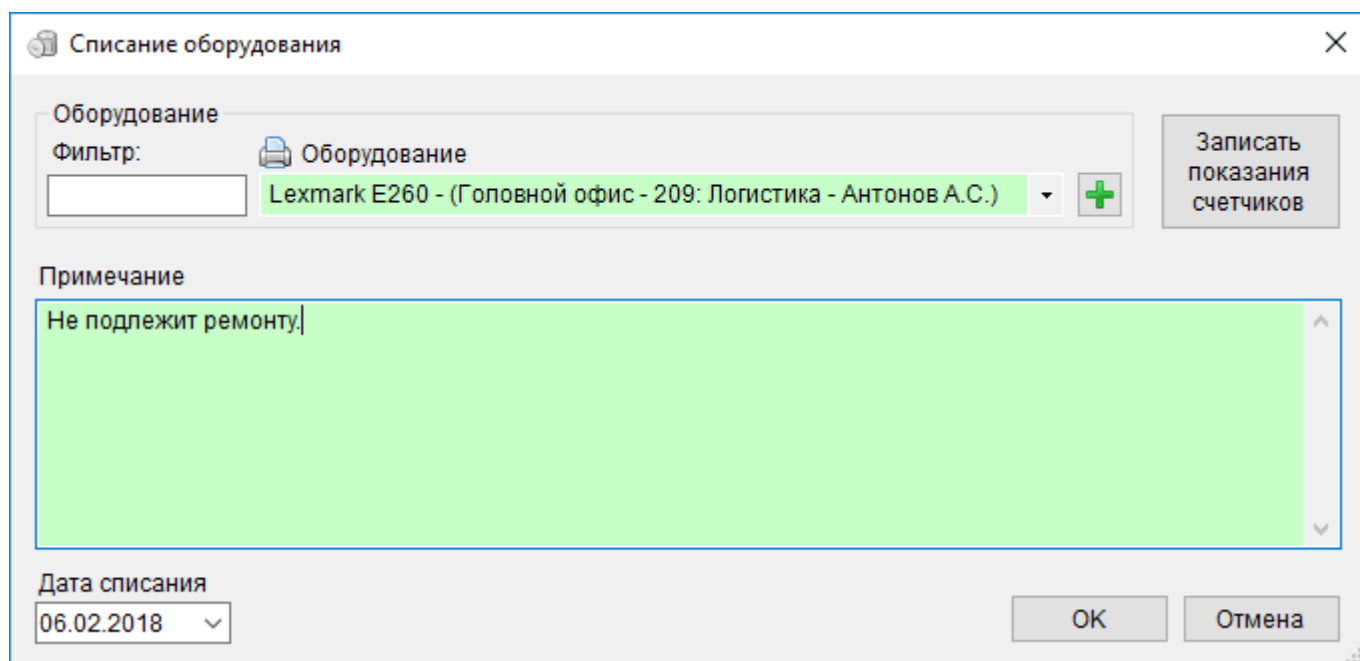 Списание оборудования
Оборудование
Фильтр:
Оборудование
Lexmark E260 - (Головной офис - 209: Логистика - Антонов А.С.)
Записать
показания
счетчиков
Примечание
Не подлежит ремонту.
Дата списания
06.02.2018
OK
Отмена